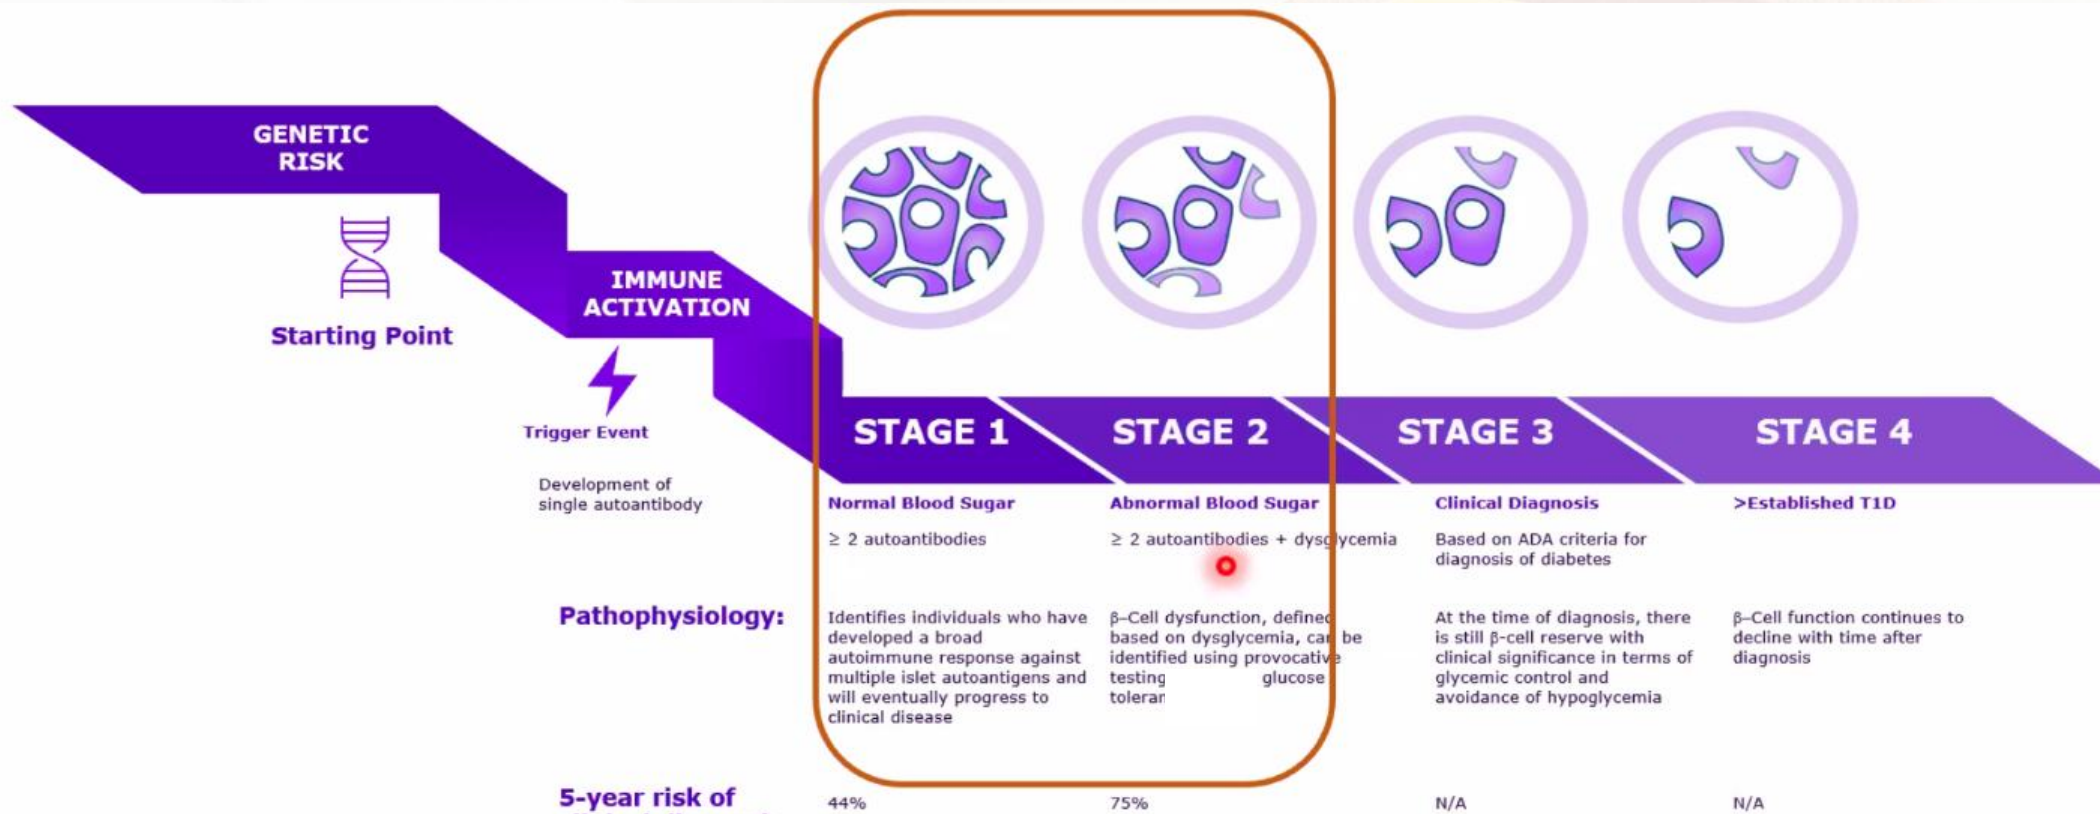 GENETIC
RISK
Starting Point
IMMUNE
ACTIVATION
Trigger Event
Development of
single autoantibody
STAGE 1
Normal Blood Sugar
≥ 2 autoantibodies
STAGE 2
Abnormal Blood Sugar
≥ 2 autoantibodies + dysglycemia
STAGE 3
Clinical Diagnosis
Based on ADA criteria for
diagnosis of diabetes
STAGE 4
>Established T1D
Pathophysiology:
Identifies individuals who have
developed a broad
autoimmune response against
multiple islet autoantigens and
will eventually progress to
clinical disease
β–Cell dysfunction, defined
based on dysglycemia, can be
identified using provocative
testing glucose
At the time of diagnosis, there
is still β-cell reserve with
clinical significance in terms of
glycemic control and
avoidance of hypoglycemia
β–Cell function continues to
decline with time after
diagnosis
5-year risk of
44%
75%
N/A
N/A